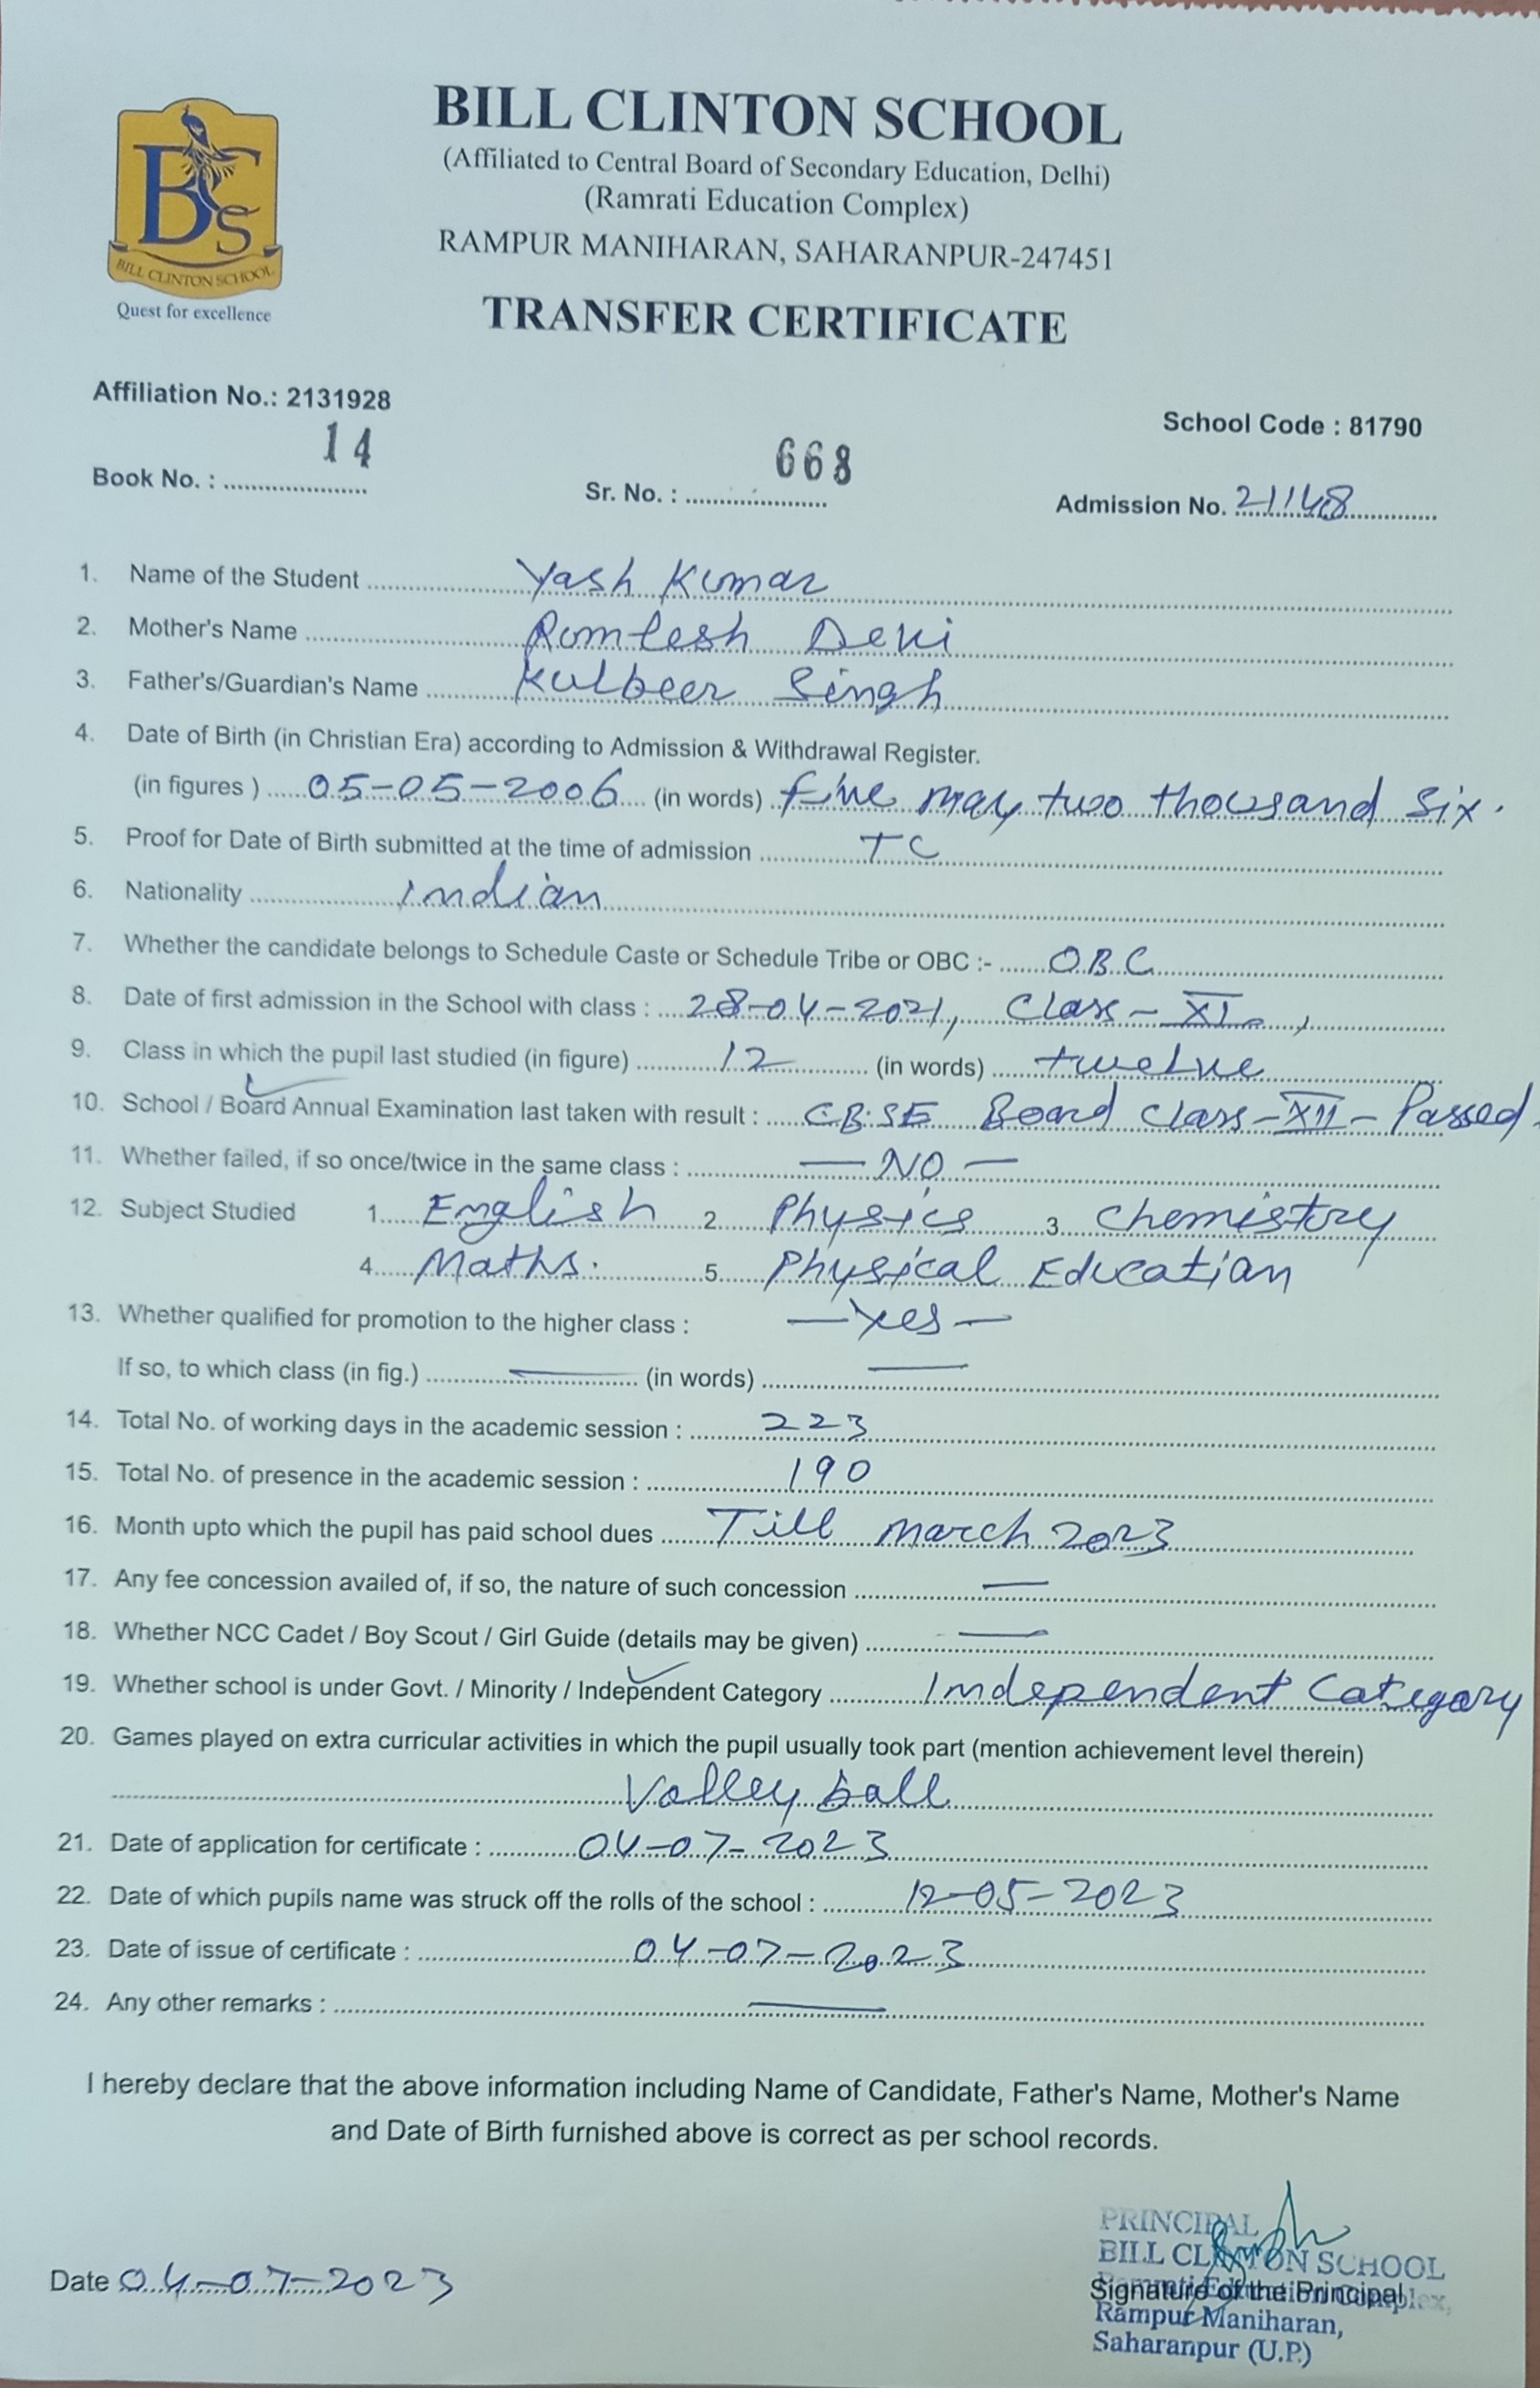 BILL CLINTON SCHOOL
(Affiliated to Central Board of Secondary Education, Delhi)
(Ramrati Education Complex)
RAMPUR MANIHARAN, SAHARANPUR-247451
BCS
BILL CLINTON SCHOOL
Quest for excellence
TRANSFER CERTIFICATE
Affiliation No.: 2131928
School Code : 81790
Book No. : 14 Sr. No. : 668 Admission No. 21148
1. Name of the Student Yash Kumar
2. Mother's Name Romlesh Devi
3. Father's/Guardian's Name Kulbeer Singh
4. Date of Birth (in Christian Era) according to Admission & Withdrawal Register.
(in figures ) 05-05-2006 (in words) five may two thousand six.
5. Proof for Date of Birth submitted at the time of admission TC
6. Nationality Indian
7. Whether the candidate belongs to Schedule Caste or Schedule Tribe or OBC :- O.B.C.
8. Date of first admission in the School with class : 28-04-2021, Class-XI,
9. Class in which the pupil last studied (in figure) 12 (in words) twelve
10. School / Board Annual Examination last taken with result : C.B.SE Board Class-XII- Passed.
11. Whether failed, if so once/twice in the same class : — NO —
12. Subject Studied 1. English 2. Physics 3. Chemistory
4. Maths. 5. Physical Education
13. Whether qualified for promotion to the higher class : — Yes —
If so, to which class (in fig.) — (in words) —
14. Total No. of working days in the academic session : 223
15. Total No. of presence in the academic session : 190
16. Month upto which the pupil has paid school dues Till March 2023
17. Any fee concession availed of, if so, the nature of such concession —
18. Whether NCC Cadet / Boy Scout / Girl Guide (details may be given) —
19. Whether school is under Govt. / Minority / Independent Category Independent Category
20. Games played on extra curricular activities in which the pupil usually took part (mention achievement level therein)
Volley ball
21. Date of application for certificate : 04-07-2023
22. Date of which pupils name was struck off the rolls of the school : 12-05-2023
23. Date of issue of certificate : 04-07-2023
24. Any other remarks : —
I hereby declare that the above information including Name of Candidate, Father's Name, Mother's Name
and Date of Birth furnished above is correct as per school records.
PRINCIPAL
BILL CLINTON SCHOOL
Date 04-07-2023
Signature of the Principal
Ramrati Education Complex,
Rampur Maniharan,
Saharanpur (U.P.)